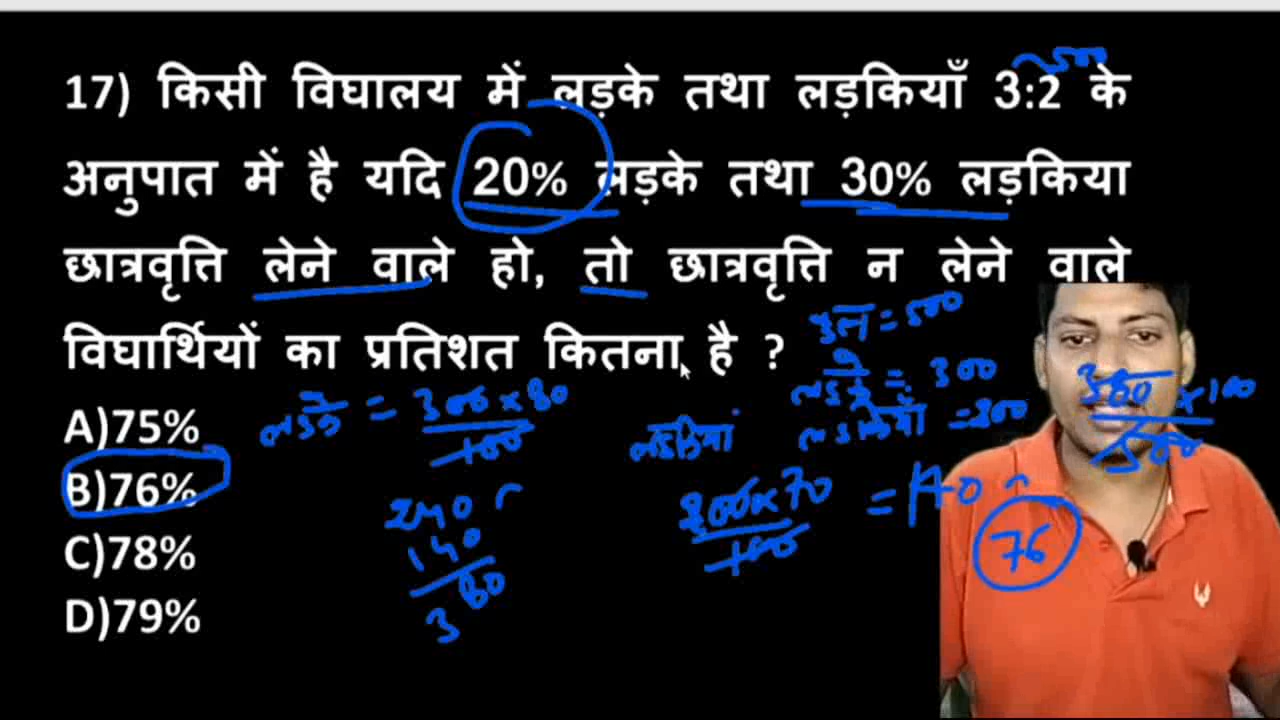 17) किसी विघालय में लड़के तथा लड़कियाँ 3:2 के
अनुपात में है यदि 20% लड़के तथा 30% लड़किया
छात्रवृत्ति लेने वाले हो, तो छात्रवृत्ति न लेने वाले
विघार्थियों का प्रतिशत कितना है ?
A)75%
B)76%
C)78%
D)79%
500
कुल = 500
लड़के = 300
लड़कियां = 200
लड़के = 300 x 80
100
240
140
380
लड़कियां
200 x 70
100
= 140
380 x 100
500
76